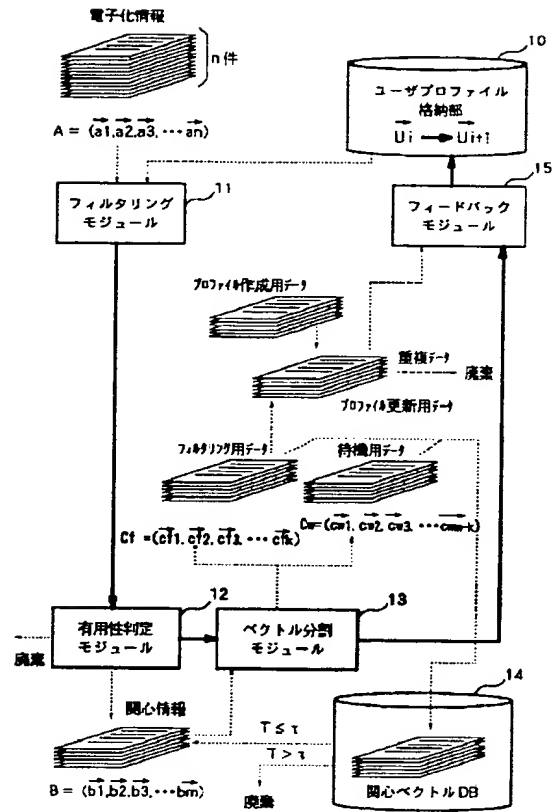 電子化情報
n件
A = (a1,a2,a3, ···an)
10
ユーザプロファイル
格納部
Ui → Ui+1
11
フィルタリング
モジュール
15
フィードバック
モジュール
プロファイル作成用データ
重複データ
廃棄
プロファイル更新用データ
フィルタリング用データ
待機用データ
Cf =(cf1, cf2, cf3, ··· cfk)
Cw=(cw1, cw2, cw3, ···cwm-k)
12
有用性判定
モジュール
13
ベクトル分割
モジュール
廃棄
関心情報
B = (b1,b2,b3,···bm)
T ≤ τ
T > τ
廃棄
14
関心ベクトルDB